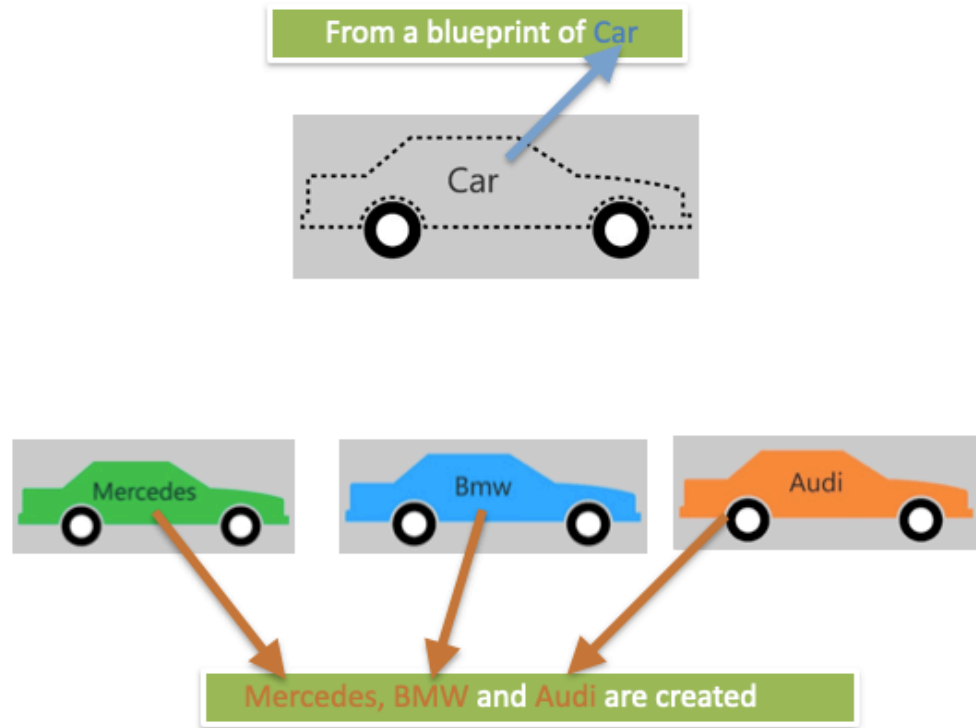 From a blueprint of Car
Car
Mercedes
Bmw
Audi
Mercedes, BMW and Audi are created